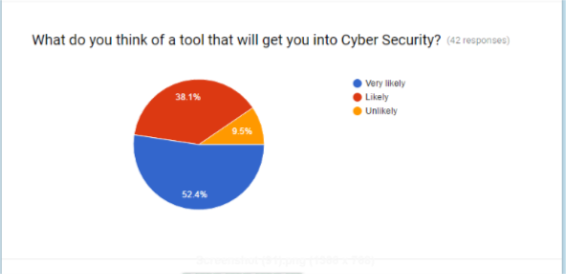 What do you think of a tool that will get you into Cyber Security? (42 responses)
Very likely
Likely
Unlikely
38.1%
9.5%
52.4%